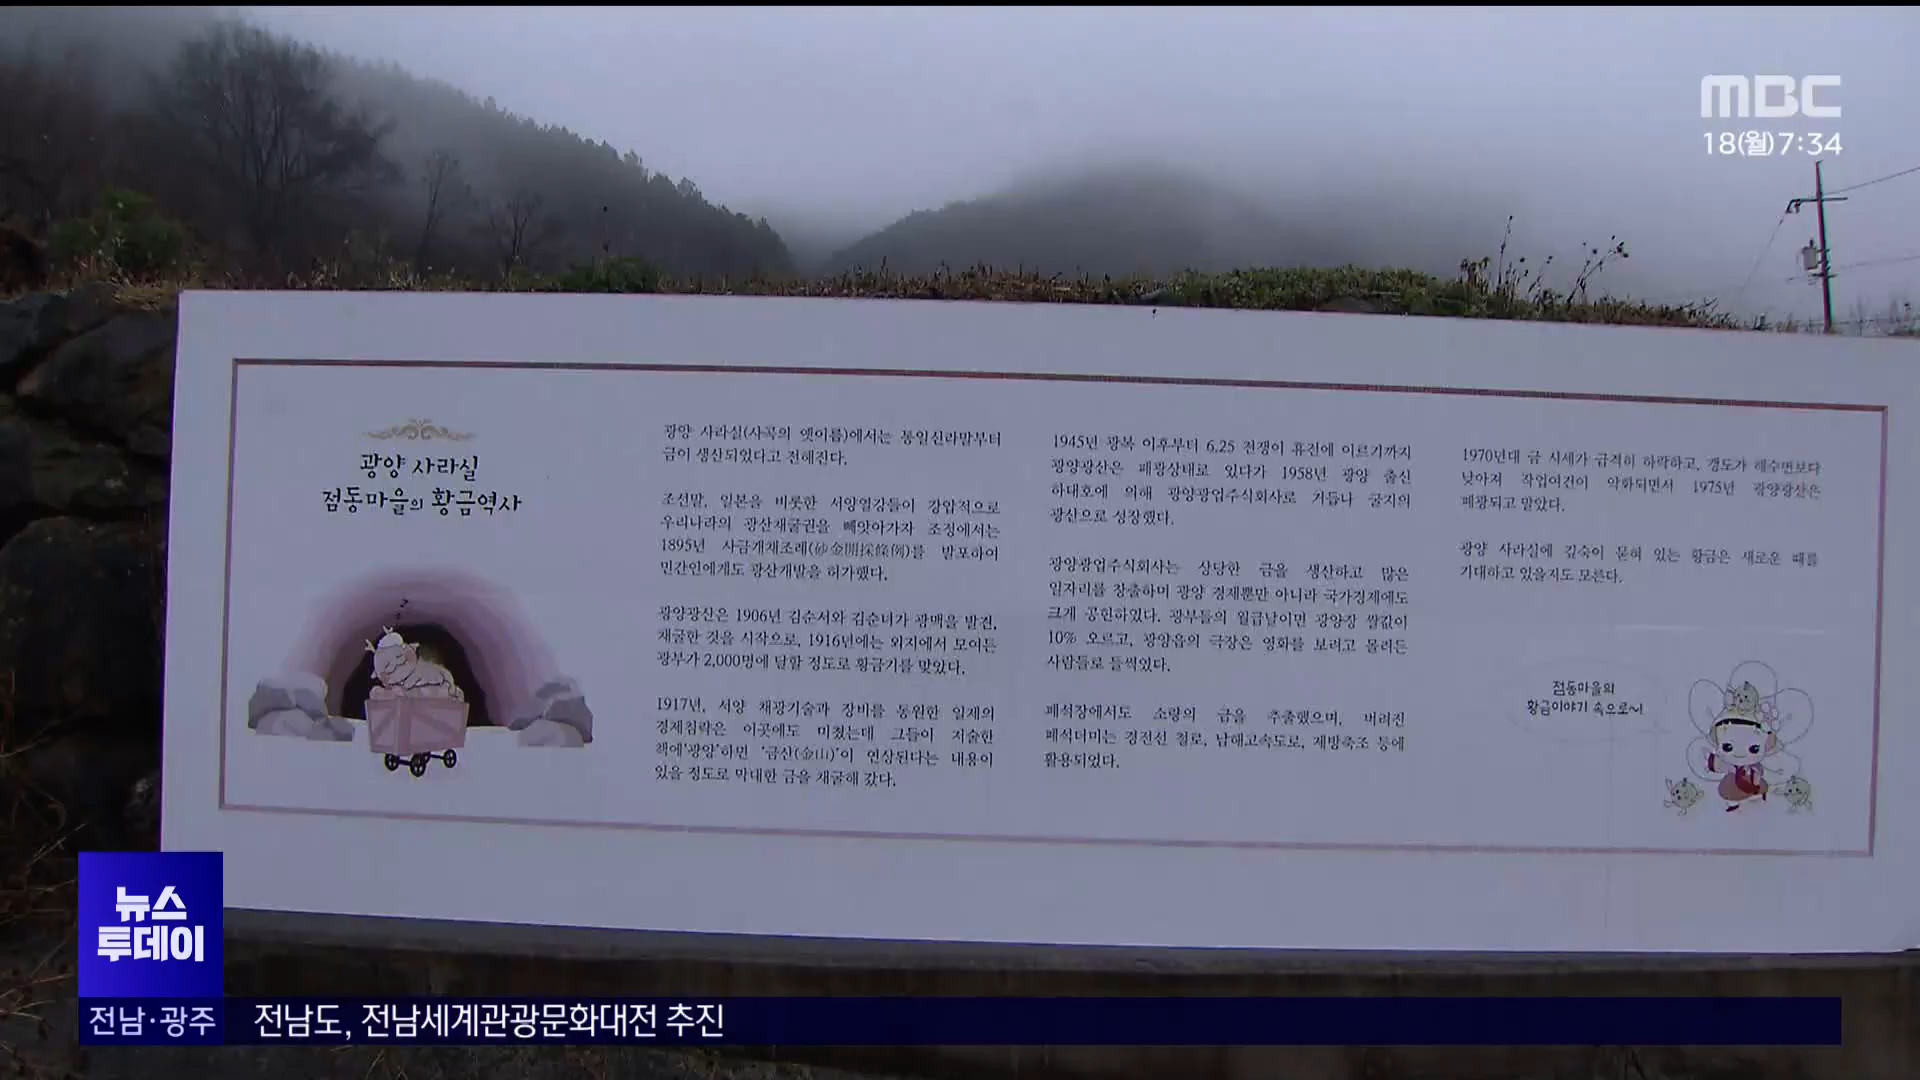 MBC
18(월)7:34
광양 사라실
점동마을의 황금역사
광양 사라실(사곡의 옛이름)에서는 통일신라말부터
금이 생산되었다고 전해진다.
조선말, 일본을 비롯한 서양열강들이 강압적으로
우리나라의 광산채굴권을 빼앗아가자 조정에서는
1895년 사금개채조례(砂金開採條例)를 발포하여
민간인에게도 광산개발을 허가했다.
광양광산은 1906년 김순서와 김순녀가 광맥을 발견,
채굴한 것을 시작으로, 1916년에는 외지에서 모여든
광부가 2,000명에 달할 정도로 황금기를 맞았다.
1917년, 서양 채광기술과 장비를 동원한 일제의
경제침략은 이곳에도 미쳤는데 그들이 저술한
책에'광양'하면 '금산(金山)'이 연상된다는 내용이
있을 정도로 막대한 금을 채굴해 갔다.
1945년 광복 이후부터 6.25 전쟁이 휴전에 이르기까지
광양광산은 폐광상태로 있다가 1958년 광양 출신
하대호에 의해 광양광업주식회사로 거듭나 굴지의
광산으로 성장했다.
광양광업주식회사는 상당한 금을 생산하고 많은
일자리를 창출하며 광양 경제뿐만 아니라 국가경제에도
크게 공헌하였다. 광부들의 월급날이면 광양장 쌀값이
10% 오르고, 광양읍의 극장은 영화를 보려고 몰려든
사람들로 들썩였다.
폐석장에서도 소량의 금을 추출했으며, 버려진
폐석더미는 경전선 철로, 남해고속도로, 제방축조 등에
활용되었다.
1970년대 금 시세가 급격히 하락하고, 갱도가 해수면보다
낮아져 작업여건이 악화되면서 1975년 광양광산은
폐광되고 말았다.
광양 사라실에 깊숙이 묻혀 있는 황금은 새로운 때를
기대하고 있을지도 모른다.
점동마을의
황금이야기 속으로~!
뉴스
투데이
전남·광주 전남도, 전남세계관광문화대전 추진